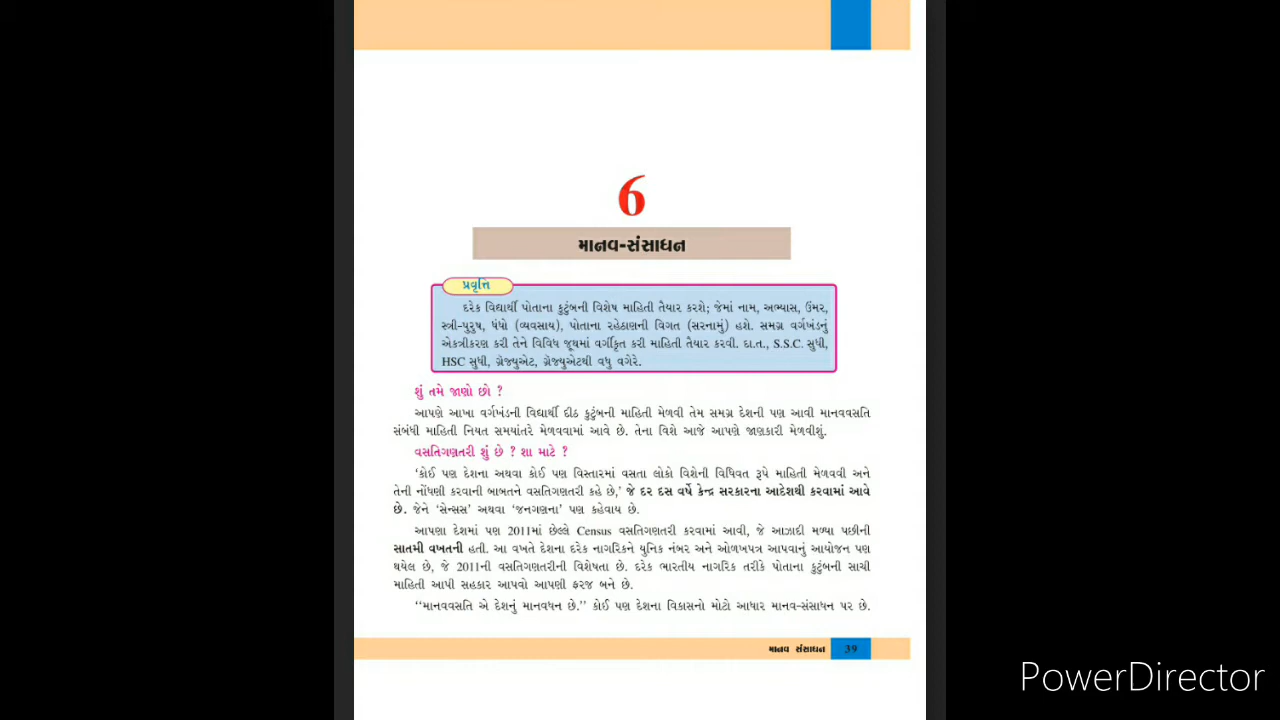 6
માનવ-સંસાધન
પ્રવૃત્તિ
દરેક વિદ્યાર્થી પોતાના કુટુંબની વિશેષ માહિતી તૈયાર કરશે; જેમાં નામ, અભ્યાસ, ઉંમર,
સ્ત્રી-પુરુષ, ધંધો (વ્યવસાય), પોતાના રહેઠાણની વિગત (સરનામું) હશે. સમગ્ર વર્ગખંડનું
એકત્રીકરણ કરી તેને વિવિધ જૂથમાં વર્ગીકૃત કરી માહિતી તૈયાર કરવી. દા.ત., S.S.C. સુધી,
HSC સુધી, ગ્રેજ્યુએટ, ગ્રેજ્યુએટથી વધુ વગેરે.
શું તમે જાણો છો ?
આપણે આખા વર્ગખંડની વિદ્યાર્થી દીઠ કુટુંબની માહિતી મેળવી તેમ સમગ્ર દેશની પણ આવી માનવવસતિ
સંબંધી માહિતી નિયત સમયાંતરે મેળવવામાં આવે છે. તેના વિશે આજે આપણે જાણકારી મેળવીશું.
વસતિગણતરી શું છે ? શા માટે ?
‘કોઈ પણ દેશના અથવા કોઈ પણ વિસ્તારમાં વસતા લોકો વિશેની વિધિવત રૂપે માહિતી મેળવવી અને
તેની નોંધણી કરવાની બાબતને વસતિગણતરી કહે છે,’ જે દર દસ વર્ષે કેન્દ્ર સરકારના આદેશથી કરવામાં આવે
છે. જેને ‘સેન્સસ’ અથવા ‘જનગણના’ પણ કહેવાય છે.
આપણા દેશમાં પણ 2011માં છેલ્લે Census વસતિગણતરી કરવામાં આવી, જે આઝાદી મળ્યા પછીની
સાતમી વખતની હતી. આ વખતે દેશના દરેક નાગરિકને યુનિક નંબર અને ઓળખપત્ર આપવાનું આયોજન પણ
થયેલ છે, જે 2011ની વસતિગણતરીની વિશેષતા છે. દરેક ભારતીય નાગરિક તરીકે પોતાના કુટુંબની સાચી
માહિતી આપી સહકાર આપવો આપણી ફરજ બને છે.
‘‘માનવવસતિ એ દેશનું માનવધન છે.’’ કોઈ પણ દેશના વિકાસનો મોટો આધાર માનવ-સંસાધન પર છે.
માનવ સંસાધન 39
PowerDirector